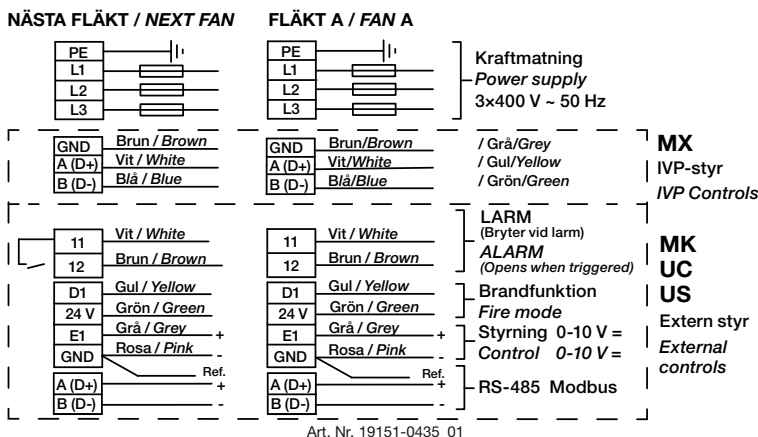 NÄSTA FLÄKT / NEXT FAN
PE
L1
L2
L3
FLÄKT A / FAN A
PE
L1
L2
L3
Kraftmatning
Power supply
3×400 V ~ 50 Hz
GND Brun / Brown
A (D+) Vit / White
B (D-) Blå / Blue
GND Brun/Brown / Grå/Grey
A (D+) Vit/White / Gul/Yellow
B (D-) Blå/Blue / Grön/Green
MX
IVP-styr
IVP Controls
11 Vit / White
12 Brun / Brown
D1 Gul / Yellow
24 V Grön / Green
E1 Grå / Grey +
GND Rosa / Pink -
Ref.
A (D+) +
B (D-) -
11 Vit / White
12 Brun / Brown
D1 Gul / Yellow
24 V Grön / Green
E1 Grå / Grey +
GND Rosa / Pink -
Ref.
A (D+) +
B (D-) -
LARM
(Bryter vid larm)
ALARM
(Opens when triggered)
Brandfunktion
Fire mode
Styrning 0-10 V =
Control 0-10 V =
RS-485 Modbus
MK
UC
US
Extern styr
External
controls
Art. Nr. 19151-0435_01